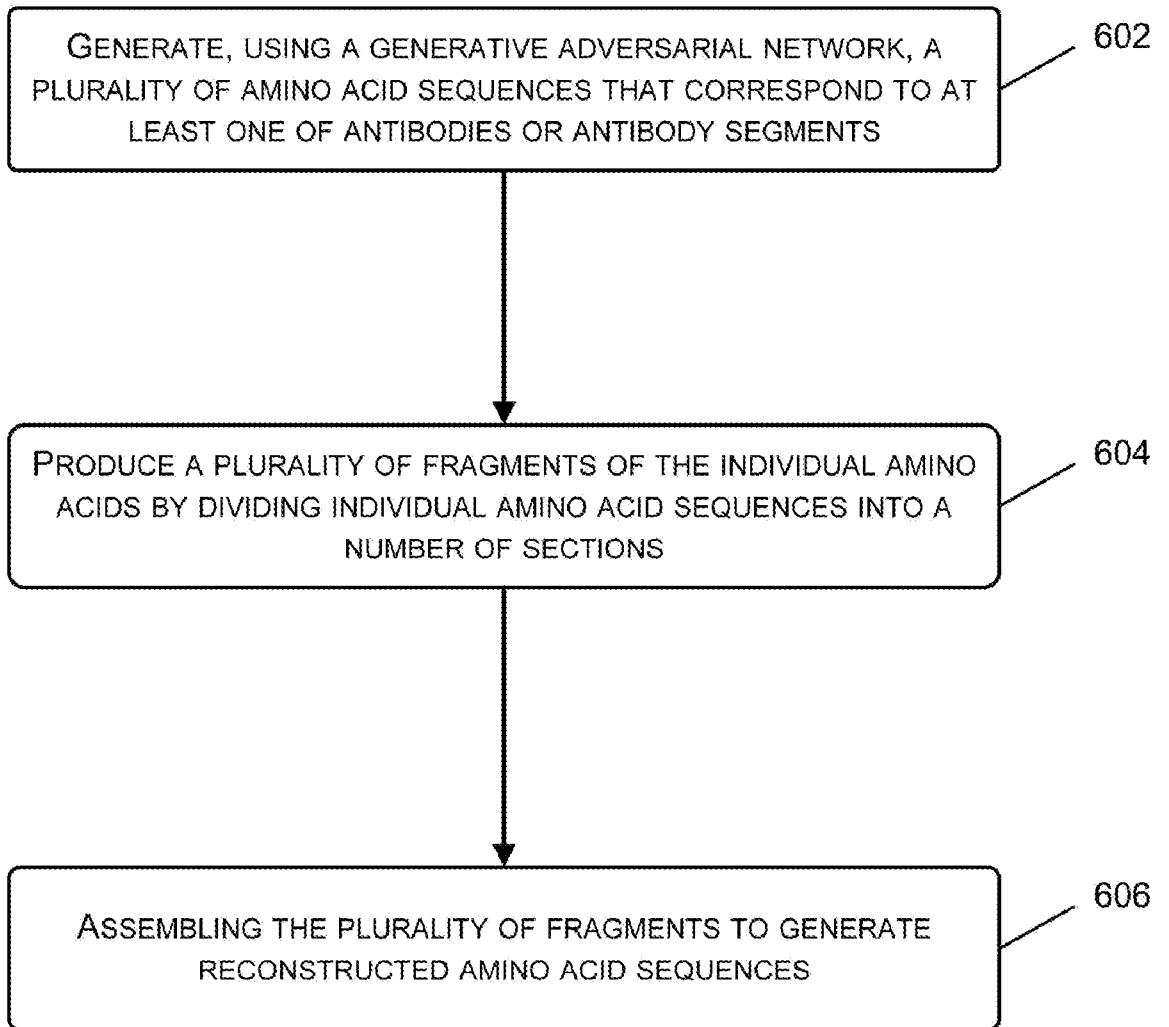 GENERATE, USING A GENERATIVE ADVERSARIAL NETWORK, A
PLURALITY OF AMINO ACID SEQUENCES THAT CORRESPOND TO AT
LEAST ONE OF ANTIBODIES OR ANTIBODY SEGMENTS
602
PRODUCE A PLURALITY OF FRAGMENTS OF THE INDIVIDUAL AMINO
ACIDS BY DIVIDING INDIVIDUAL AMINO ACID SEQUENCES INTO A
NUMBER OF SECTIONS
604
ASSEMBLING THE PLURALITY OF FRAGMENTS TO GENERATE
RECONSTRUCTED AMINO ACID SEQUENCES
606